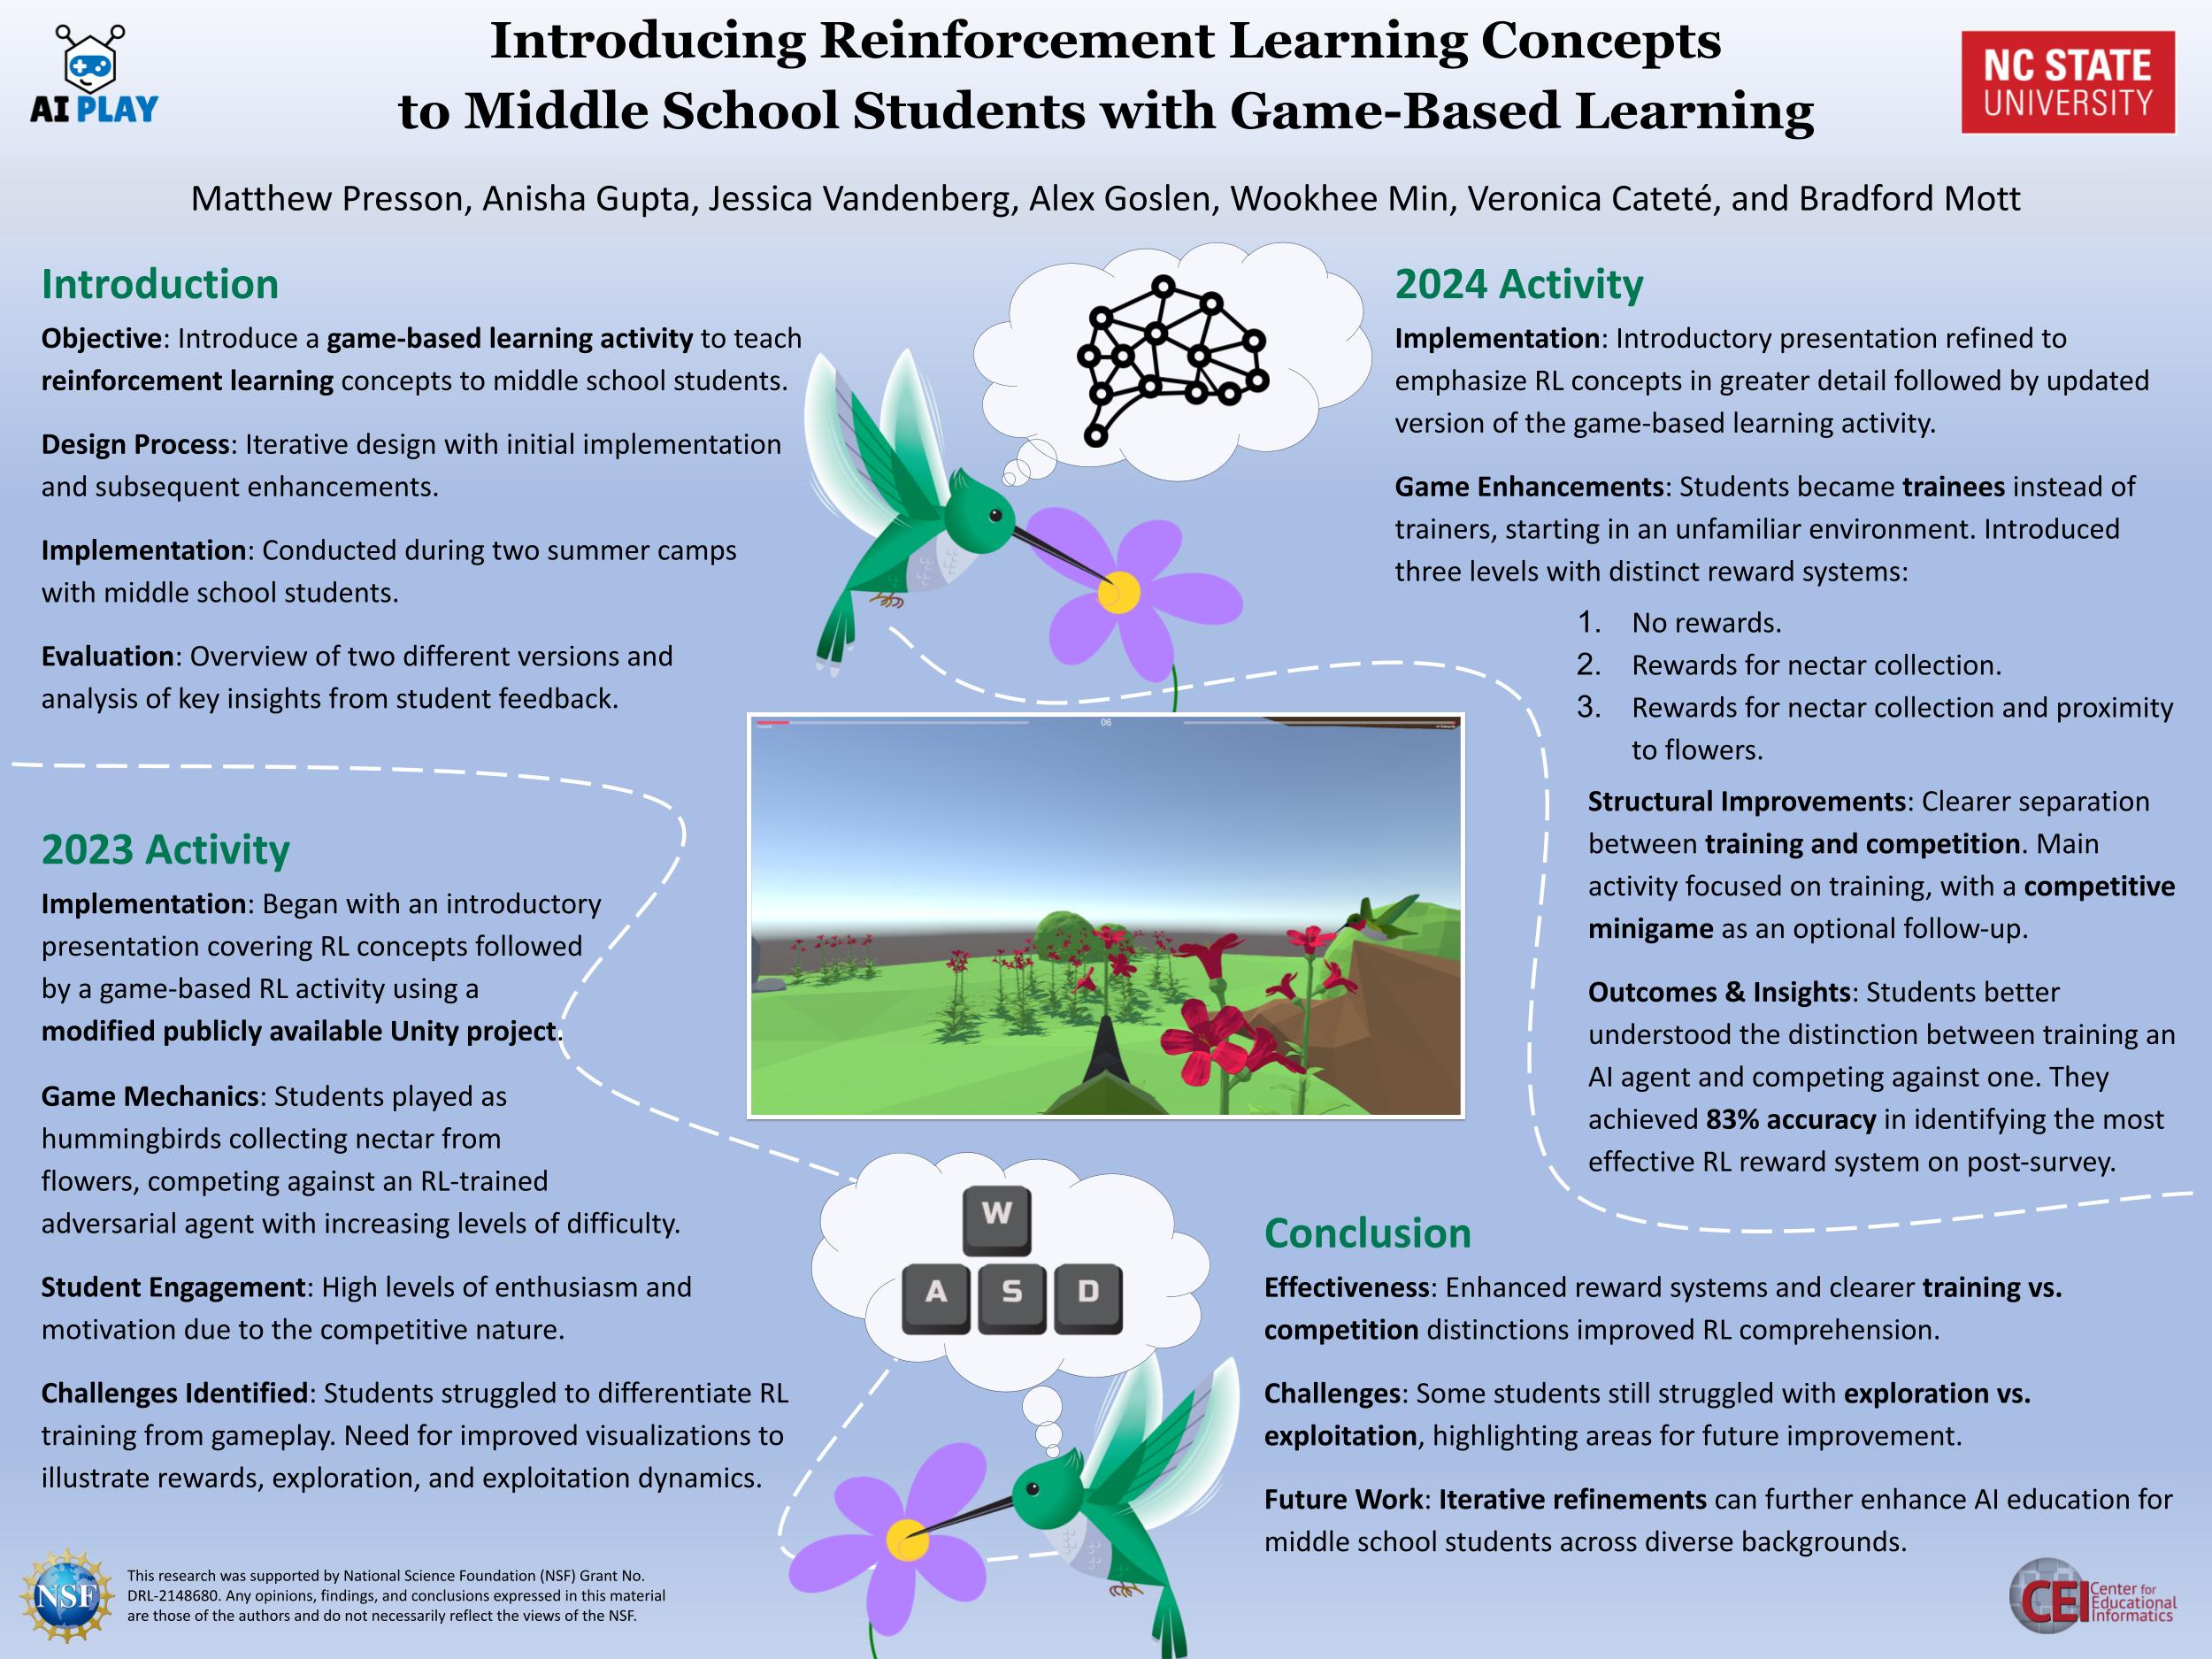 AI PLAY
Introducing Reinforcement Learning Concepts
to Middle School Students with Game-Based Learning
NC STATE
UNIVERSITY
Matthew Presson, Anisha Gupta, Jessica Vandenberg, Alex Goslen, Wookhee Min, Veronica Cateté, and Bradford Mott
Introduction
Objective: Introduce a game-based learning activity to teach
reinforcement learning concepts to middle school students.
Design Process: Iterative design with initial implementation
and subsequent enhancements.
Implementation: Conducted during two summer camps
with middle school students.
Evaluation: Overview of two different versions and
analysis of key insights from student feedback.
2023 Activity
Implementation: Began with an introductory
presentation covering RL concepts followed
by a game-based RL activity using a
modified publicly available Unity project.
Game Mechanics: Students played as
hummingbirds collecting nectar from
flowers, competing against an RL-trained
adversarial agent with increasing levels of difficulty.
Student Engagement: High levels of enthusiasm and
motivation due to the competitive nature.
Challenges Identified: Students struggled to differentiate RL
training from gameplay. Need for improved visualizations to
illustrate rewards, exploration, and exploitation dynamics.
06
W
A S D
2024 Activity
Implementation: Introductory presentation refined to
emphasize RL concepts in greater detail followed by updated
version of the game-based learning activity.
Game Enhancements: Students became trainees instead of
trainers, starting in an unfamiliar environment. Introduced
three levels with distinct reward systems:
1. No rewards.
2. Rewards for nectar collection.
3. Rewards for nectar collection and proximity
to flowers.
Structural Improvements: Clearer separation
between training and competition. Main
activity focused on training, with a competitive
minigame as an optional follow-up.
Outcomes & Insights: Students better
understood the distinction between training an
AI agent and competing against one. They
achieved 83% accuracy in identifying the most
effective RL reward system on post-survey.
Conclusion
Effectiveness: Enhanced reward systems and clearer training vs.
competition distinctions improved RL comprehension.
Challenges: Some students still struggled with exploration vs.
exploitation, highlighting areas for future improvement.
Future Work: Iterative refinements can further enhance AI education for
middle school students across diverse backgrounds.
NSF
This research was supported by National Science Foundation (NSF) Grant No.
DRL-2148680. Any opinions, findings, and conclusions expressed in this material
are those of the authors and do not necessarily reflect the views of the NSF.
CEI
Center for
Educational
Informatics